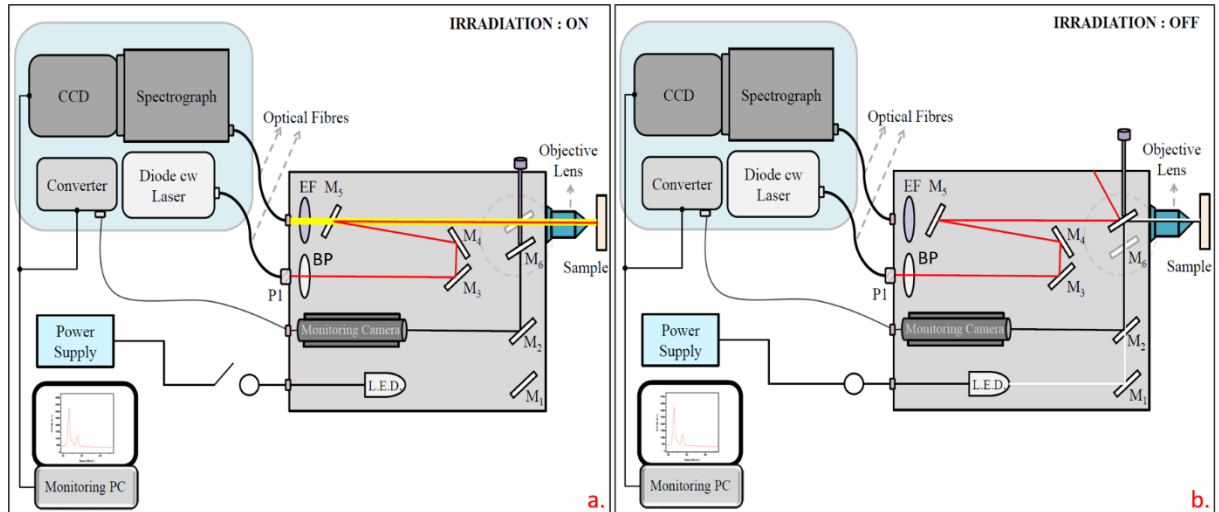 IRRADIATION : ON
CCD
Spectrograph
Optical Fibres
Converter
Diode cw
Laser
Objective
Lens
EF
M5
M4
M6
BP
M3
P1
Sample
Monitoring Camera
M2
Power
Supply
L.E.D.
M1
Monitoring PC
a.
IRRADIATION : OFF
CCD
Spectrograph
Optical Fibres
Converter
Diode cw
Laser
Objective
Lens
EF
M5
M4
M6
BP
M3
P1
Sample
Monitoring Camera
M2
Power
Supply
L.E.D.
M1
Monitoring PC
b.